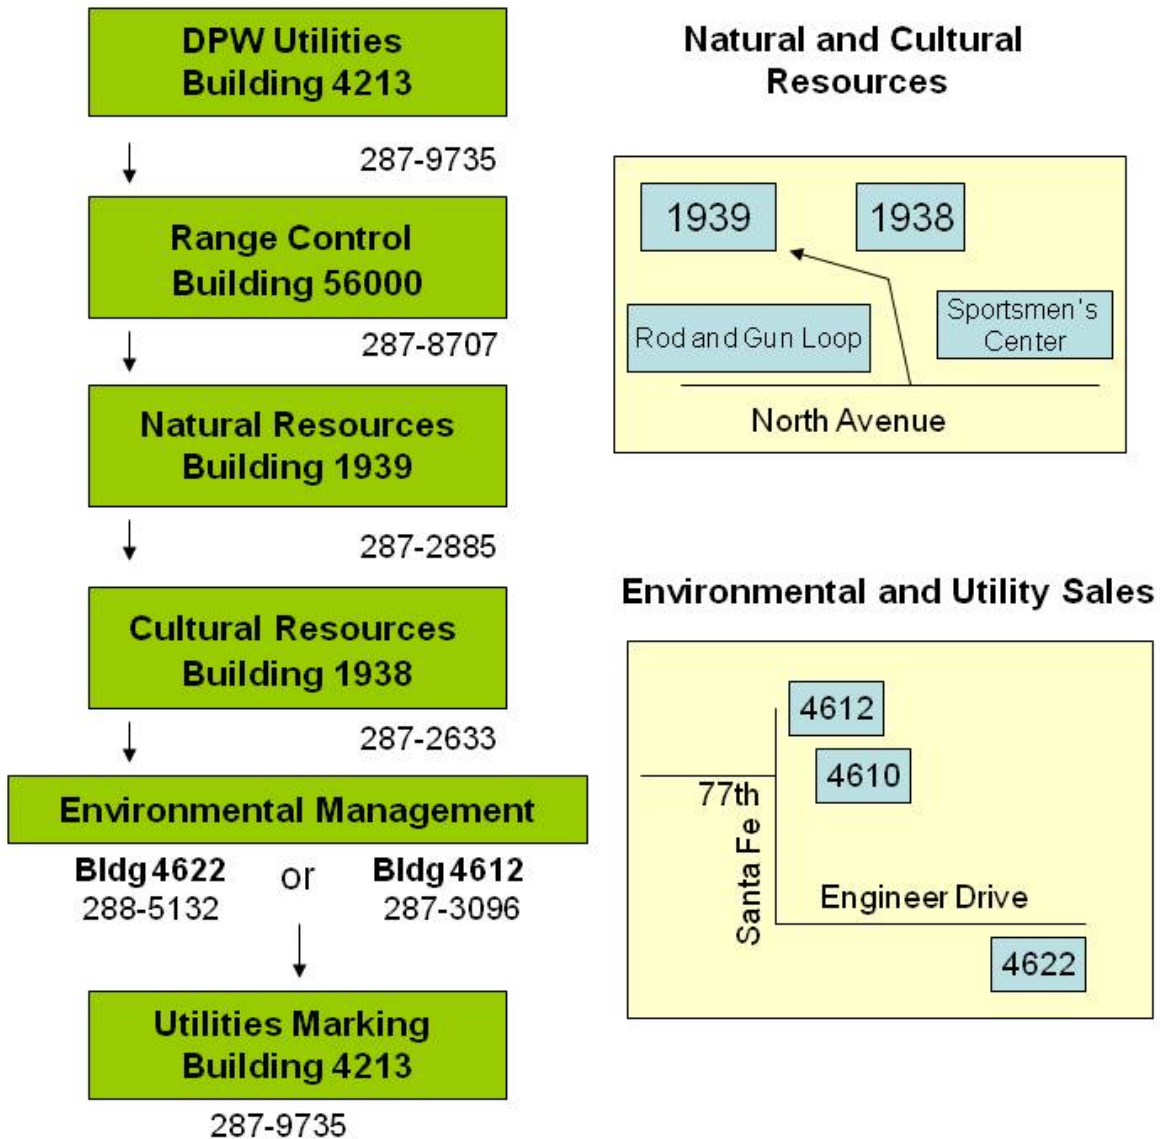 DPW Utilities
Building 4213
287-9735
Range Control
Building 56000
287-8707
Natural Resources
Building 1939
287-2885
Cultural Resources
Building 1938
287-2633
Environmental Management
Bldg 4622 or Bldg 4612
288-5132 287-3096
Utilities Marking
Building 4213
287-9735
Natural and Cultural
Resources
1939 1938
Rod and Gun Loop
Sportsmen's
Center
North Avenue
Environmental and Utility Sales
4612
4610
77th
Santa Fe
Engineer Drive
4622